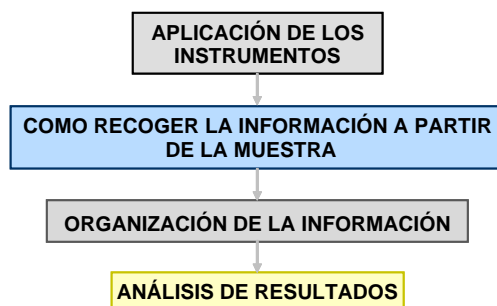 APLICACIÓN DE LOS
INSTRUMENTOS
COMO RECOGER LA INFORMACIÓN A PARTIR
DE LA MUESTRA
ORGANIZACIÓN DE LA INFORMACIÓN
ANÁLISIS DE RESULTADOS